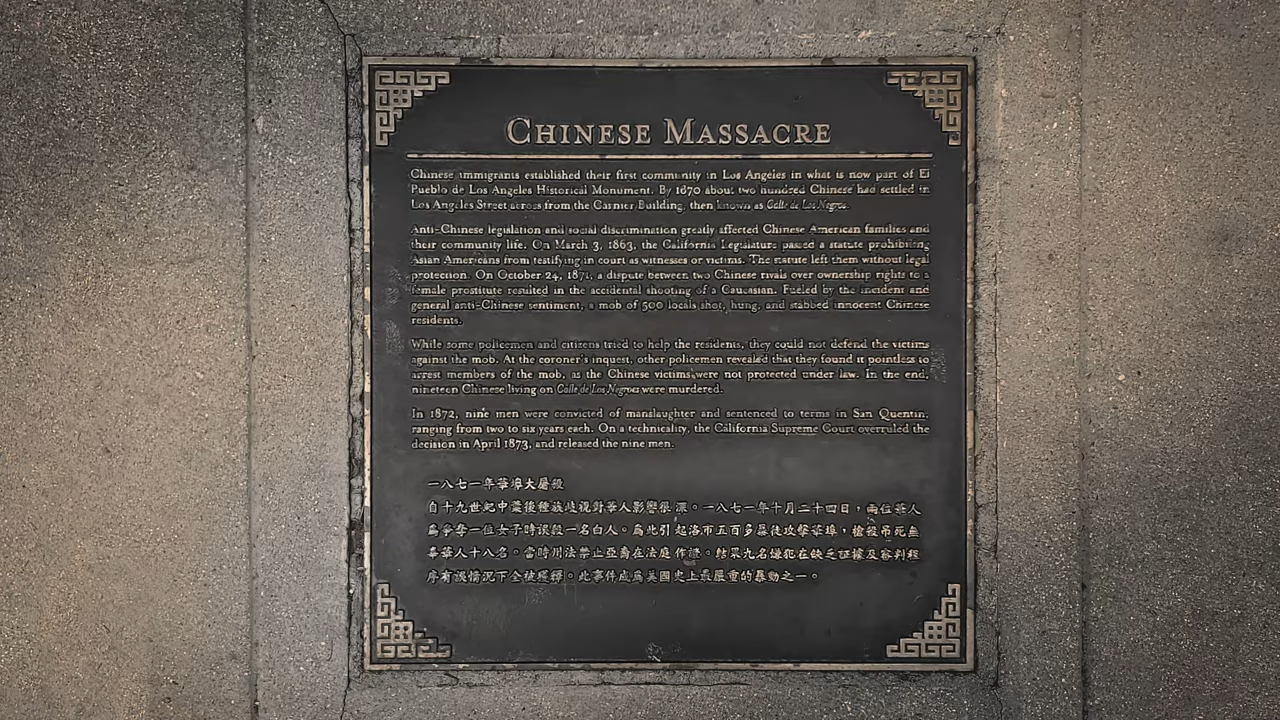 CHINESE MASSACRE
Chinese immigrants established their first community in Los Angeles in what is now part of El
Pueblo de Los Angeles Historical Monument. By 1870 about two hundred Chinese had settled in
Los Angeles Street across from the Garnier Building, then known as Calle de Los Negros.
Anti-Chinese legislation and social discrimination greatly affected Chinese American families and
their community life. On March 3, 1863, the California Legislature passed a statute prohibiting
Asian Americans from testifying in court as witnesses or victims. The statute left them without legal
protection. On October 24, 1871, a dispute between two Chinese rivals over ownership rights to a
female prostitute resulted in the accidental shooting of a Caucasian. Fueled by the incident and
general anti-Chinese sentiment, a mob of 500 locals shot, hung, and stabbed innocent Chinese
residents.
While some policemen and citizens tried to help the residents, they could not defend the victims
against the mob. At the coroner's inquest, other policemen revealed that they found it pointless to
arrest members of the mob, as the Chinese victims were not protected under law. In the end,
nineteen Chinese living on Calle de Los Negros were murdered.
In 1872, nine men were convicted of manslaughter and sentenced to terms in San Quentin,
ranging from two to six years each. On a technicality, the California Supreme Court overruled the
decision in April 1873, and released the nine men.
一八七一年華埠大屠殺
自十九世紀中葉後種族歧視對華人影響很深。一八七一年十月二十四日，兩位華人
為爭奪一位女子時誤殺一名白人。為此引起洛市五百多暴徒攻擊華埠，槍殺吊死無
辜華人十八名。當時州法禁止亞裔在法庭作證。結果九名嫌犯在缺乏証據及審判程
序有誤情況下全被獲釋。此事件成為美國史上最嚴重的暴動之一。